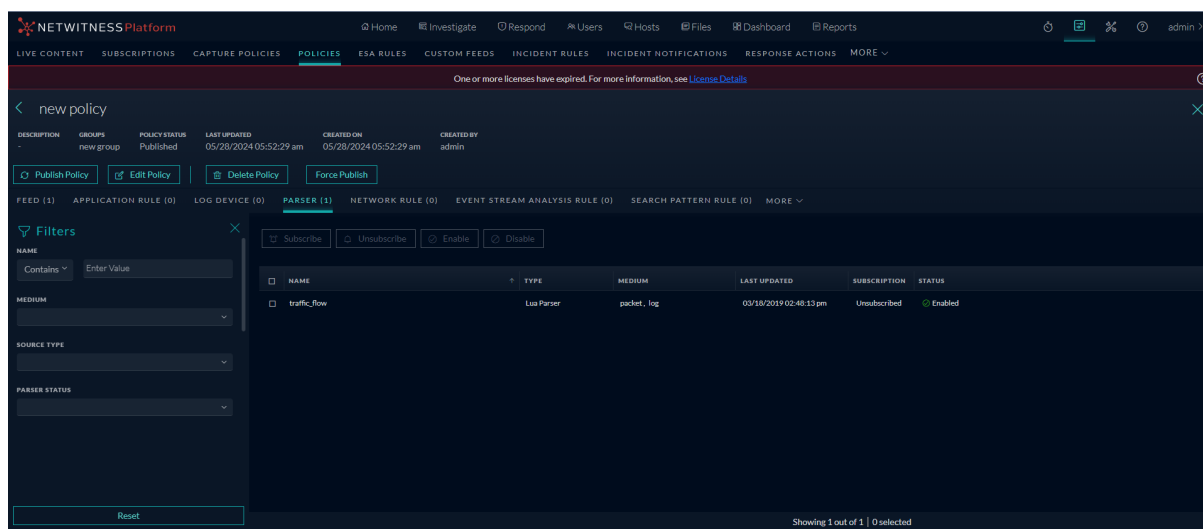 NETWITNESS Platform
Home Investigate Respond Users Hosts Files Dashboard Reports admin
LIVE CONTENT SUBSCRIPTIONS CAPTURE POLICIES POLICIES ESA RULES CUSTOM FEEDS INCIDENT RULES INCIDENT NOTIFICATIONS RESPONSE ACTIONS MORE
One or more licenses have expired. For more information, see License Details
new policy
DESCRIPTION GROUPS POLICY STATUS LAST UPDATED CREATED ON CREATED BY
- new group Published 05/28/2024 05:52:29 am 05/28/2024 05:52:29 am admin
Publish Policy Edit Policy Delete Policy Force Publish
FEED (1) APPLICATION RULE (0) LOG DEVICE (0) PARSER (1) NETWORK RULE (0) EVENT STREAM ANALYSIS RULE (0) SEARCH PATTERN RULE (0) MORE
Filters
NAME
Contains Enter Value
MEDIUM
SOURCE TYPE
PARSER STATUS
Reset
Subscribe Unsubscribe Enable Disable
NAME TYPE MEDIUM LAST UPDATED SUBSCRIPTION STATUS
traffic_flow Lua Parser packet, log 03/18/2019 02:48:13 pm Unsubscribed Enabled
Showing 1 out of 1 | 0 selected